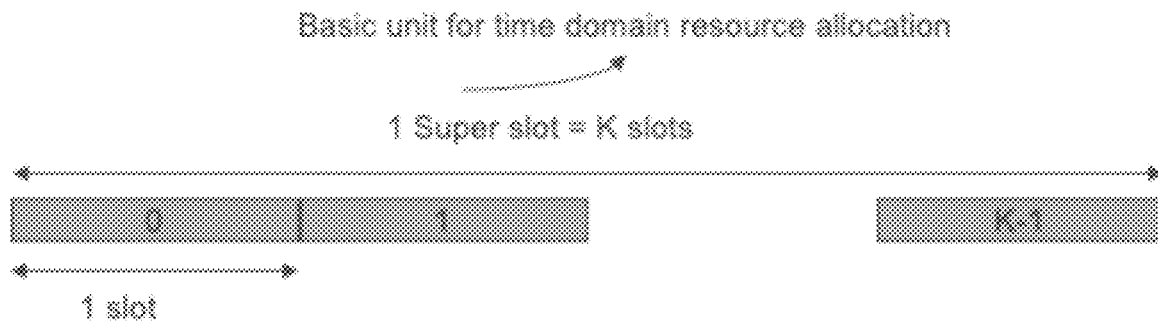 Basic unit for time domain resource allocation
1 Super slot = K slots
0 1 K-1
1 slot